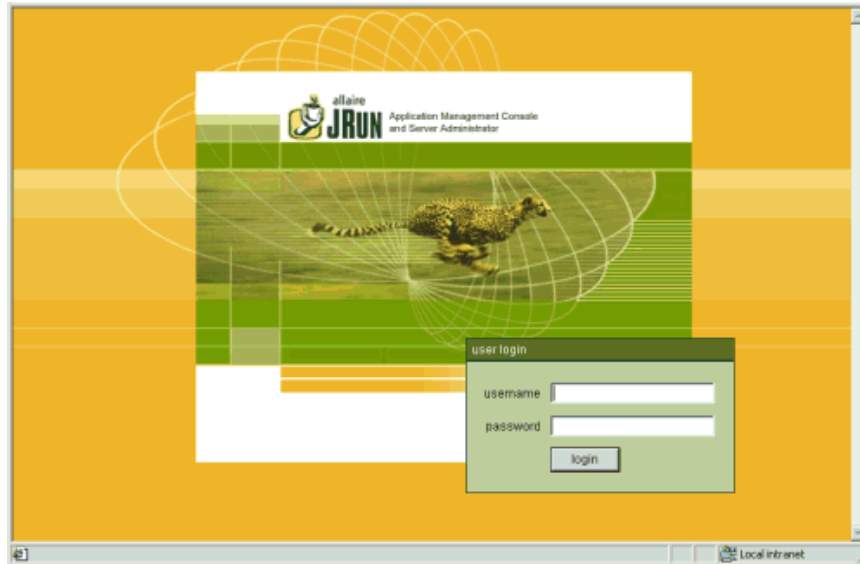 allaire
JRUN
Application Management Console
and Server Administrator
user login
username
password
login
Local intranet